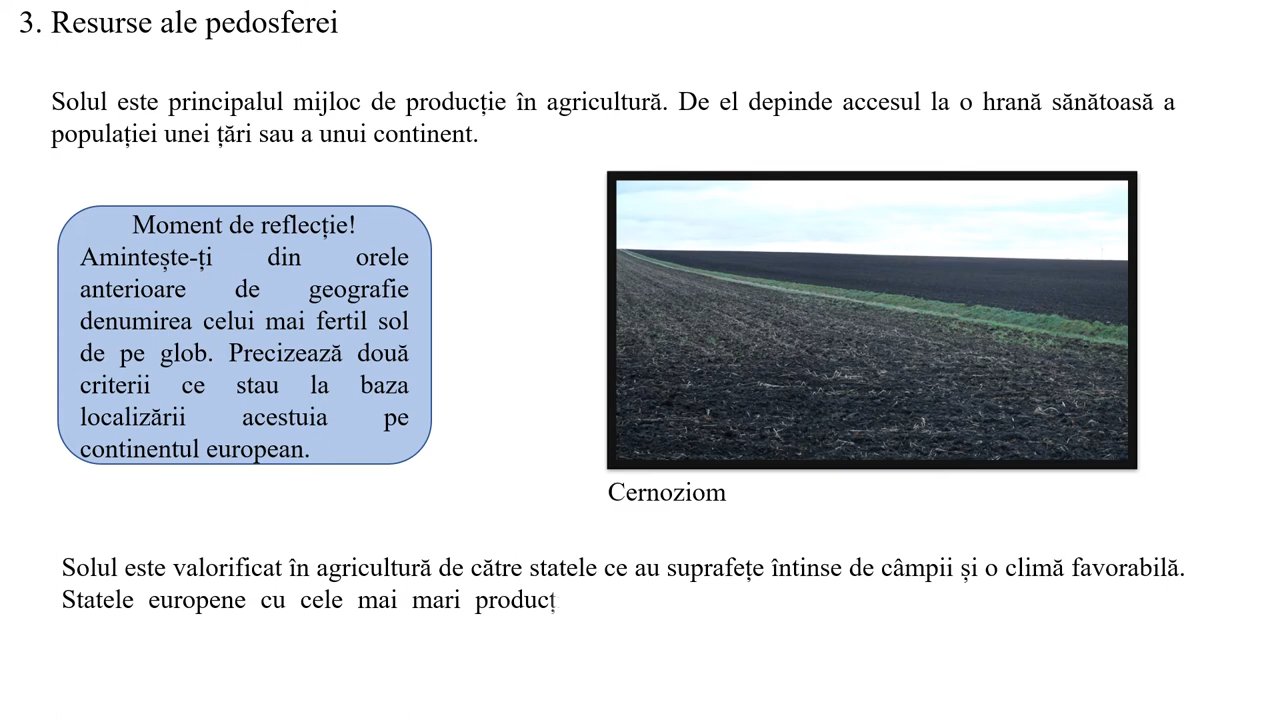 3. Resurse ale pedosferei
Solul este principalul mijloc de producție în agricultură. De el depinde accesul la o hrană sănătoasă a
populației unei țări sau a unui continent.
Moment de reflecție!
Amintește-ți din orele
anterioare de geografie
denumirea celui mai fertil sol
de pe glob. Precizează două
criterii ce stau la baza
localizării acestuia pe
continentul european.
Cernoziom
Solul este valorificat în agricultură de către statele ce au suprafețe întinse de câmpii și o climă favorabilă.
Statele europene cu cele mai mari producț